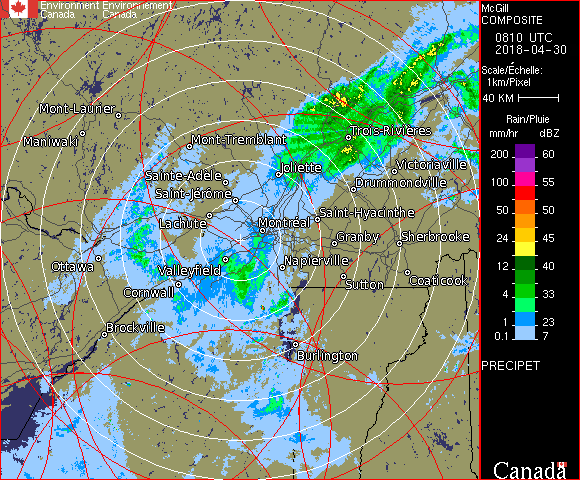 Environment Environnement
Canada Canada
McGill
COMPOSITE
0810 UTC
2018-04-30
Scale/Échelle:
1km/Pixel
40 KM
Rain/Pluie
mm/hr dBZ
200 60
100 55
50 50
24 45
12 40
4 33
1 23
0.1 7
PRECIPET
Canada
Mont-Laurier
Maniwaki
Mont-Tremblant
Trois-Rivières
Joliette
Victoriaville
Sainte-Adèle
Drummondville
Saint-Jérôme
Lachute
Saint-Hyacinthe
Montréal
Granby
Sherbrooke
Ottawa
Valleyfield
Napierville
Cornwall
Sutton
Coaticook
Brockville
Burlington